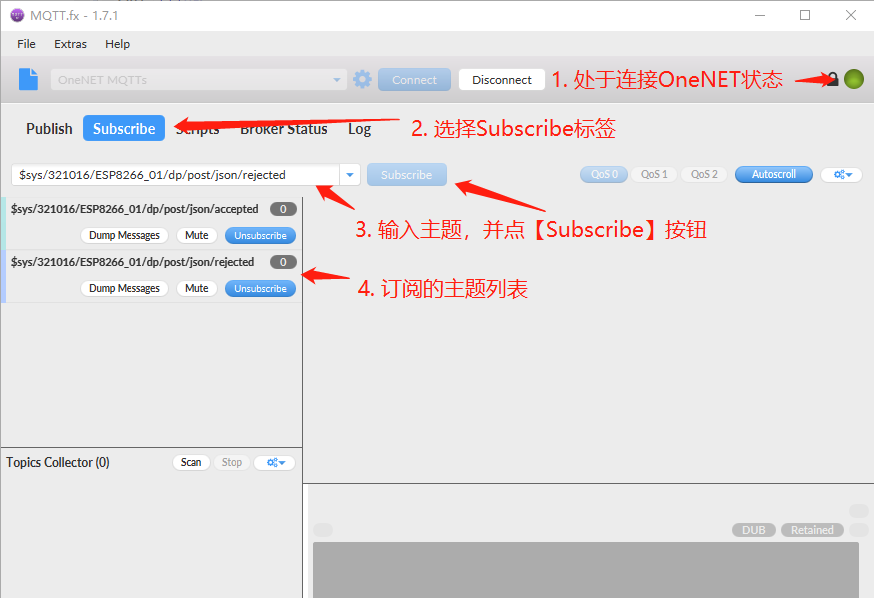 MQTT.fx - 1.7.1
File Extras Help
OneNET MQTTs Connect Disconnect 1. 处于连接OneNET状态
Publish Subscribe Scripts Broker Status Log 2. 选择Subscribe标签
$sys/321016/ESP8266_01/dp/post/json/rejected Subscribe QoS 0 QoS 1 QoS 2 Autoscroll
$sys/321016/ESP8266_01/dp/post/json/accepted 0
3. 输入主题，并点【Subscribe】按钮
Dump Messages Mute Unsubscribe
$sys/321016/ESP8266_01/dp/post/json/rejected 0
Dump Messages Mute Unsubscribe
4. 订阅的主题列表
Topics Collector (0) Scan Stop
DUB Retained